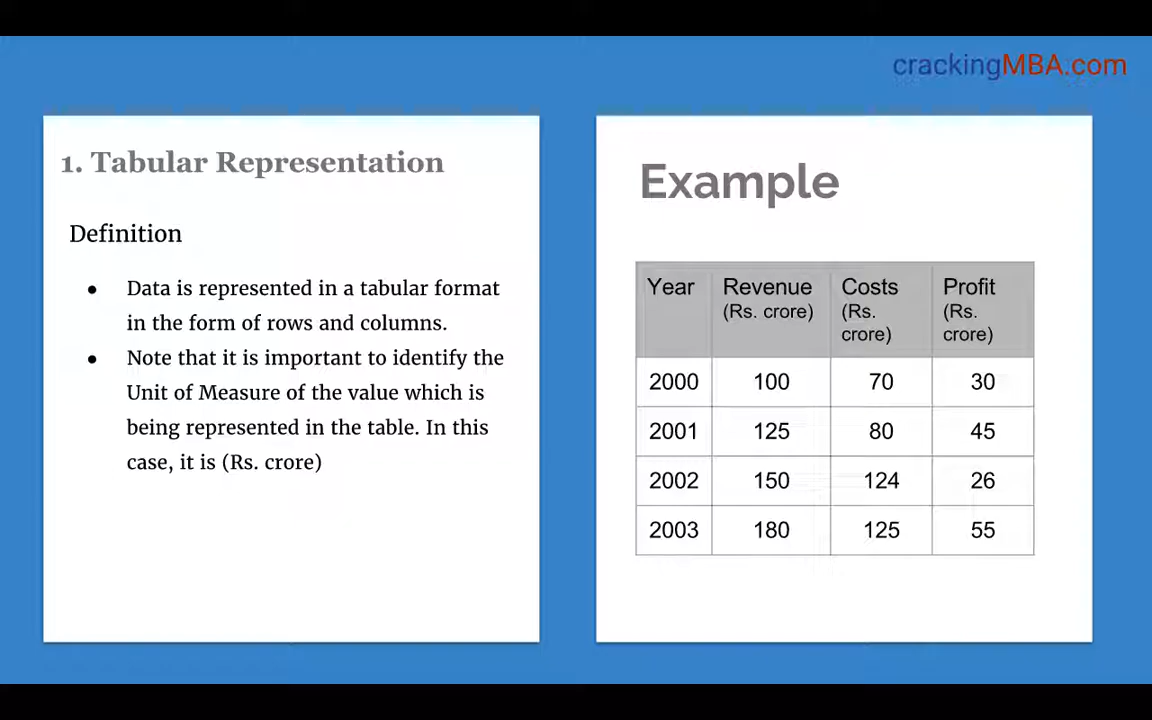 crackingMBA.com
1. Tabular Representation
Definition
● Data is represented in a tabular format
in the form of rows and columns.
● Note that it is important to identify the
Unit of Measure of the value which is
being represented in the table. In this
case, it is (Rs. crore)
Example
Year Revenue Costs Profit
(Rs. crore) (Rs. (Rs.
crore) crore)
2000 100 70 30
2001 125 80 45
2002 150 124 26
2003 180 125 55